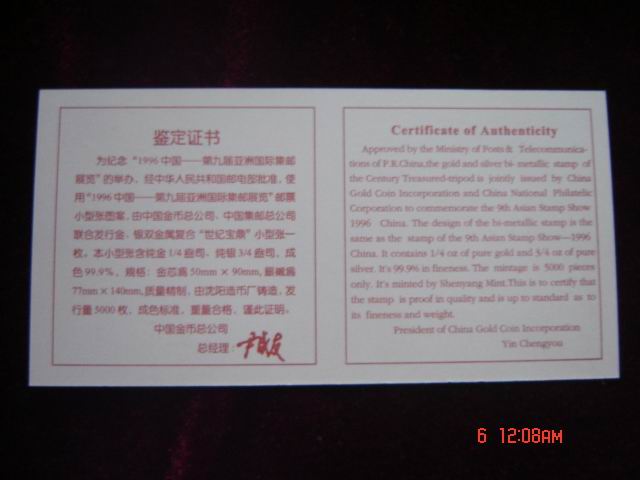 鉴定证书
为纪念“1996中国——第九届亚洲国际集邮
展览”的举办、经中华人民共和国邮电部批准，使
用“1996中国——第九届亚洲国际集邮展览”邮票
小型张图案，由中国金币总公司、中国集邮总公司
联合发行金、银双金属复合“世纪宝鼎”小型张一
枚。本小型张含纯金1/4盎司、纯银3/4盎司，成
色99.9%，规格：金芯为50mm×90mm，
77mm×140mm，质量精制，由沈阳造币厂铸造，发
行量5000枚，成色标准，重量合格，谨此证明。
中国金币总公司
总经理：
Certificate of Authenticity
Approved by the Ministry of Posts & Telecommunica-
tions of P.R.China,the gold and silver bi- metallic stamp of
the Century Treasured-tripod is jointly issued by China
Gold Coin Incorporation and China National Philatelic
Corporation to commemorate the 9th Asian Stamp Show
1996 China. The design of the bi-metallic stamp is the
same as the stamp of the 9th Asian Stamp Show—1996
China. It contains 1/4 oz of pure gold and 3/4 oz of pure
silver. It's 99.9% in fineness. The mintage is 5000 pieces
only. It's minted by Shenyang Mint.This is to certify that
the stamp is proof in quality and is up to standard as to
its fineness and weight.
President of China Gold Coin Incorporation
Yin Chengyou
6 12:08AM